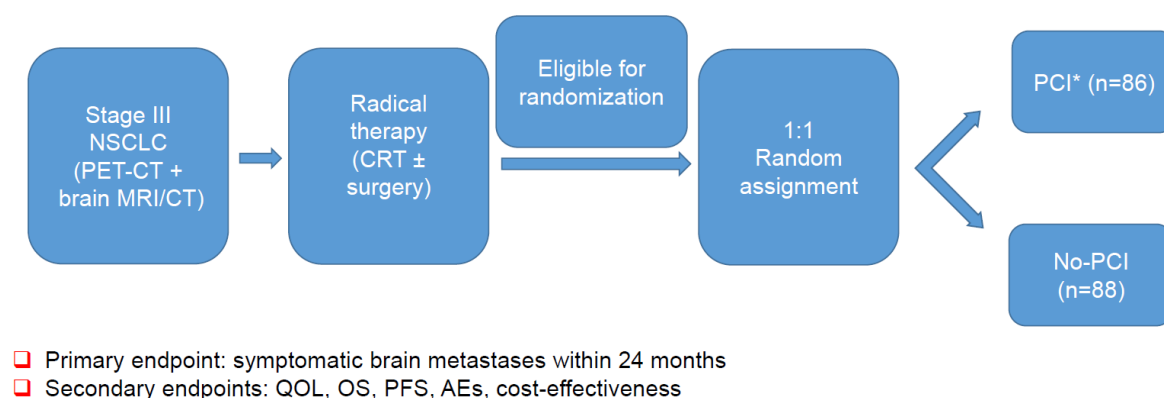 Stage III
NSCLC
(PET-CT +
brain MRI/CT)
Radical
therapy
(CRT ±
surgery)
Eligible for
randomization
1:1
Random
assignment
PCI* (n=86)
No-PCI
(n=88)
Primary endpoint: symptomatic brain metastases within 24 months
Secondary endpoints: QOL, OS, PFS, AEs, cost-effectiveness